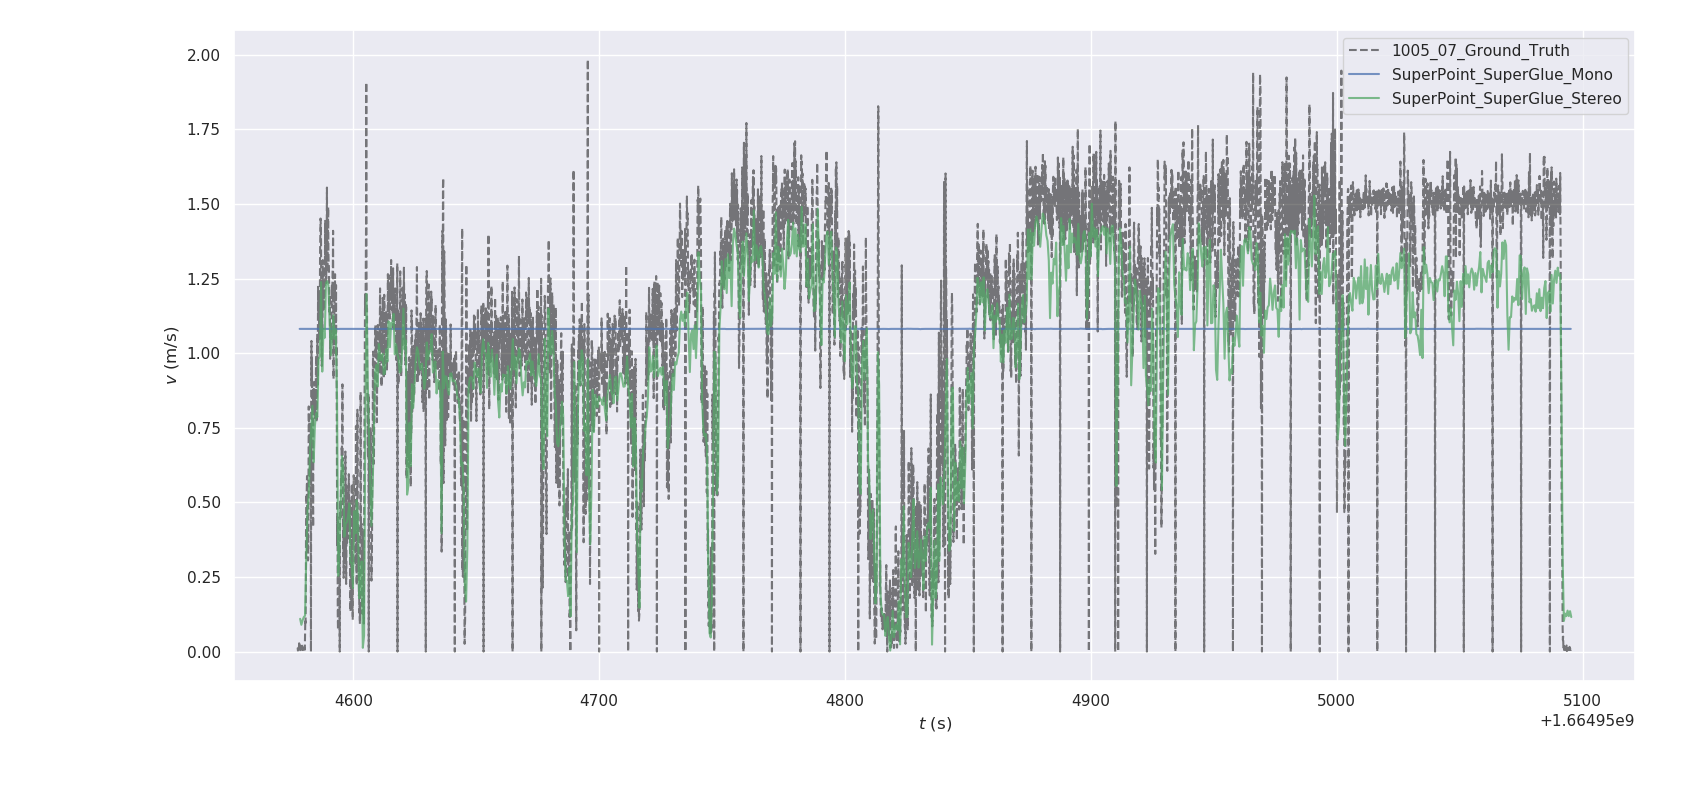 2.00
1.75
1.50
1.25
1.00
0.75
0.50
0.25
0.00
v (m/s)
1005_07_Ground_Truth
SuperPoint_SuperGlue_Mono
SuperPoint_SuperGlue_Stereo
4600 4700 4800 4900 5000 5100
t (s)
+1.66495e9